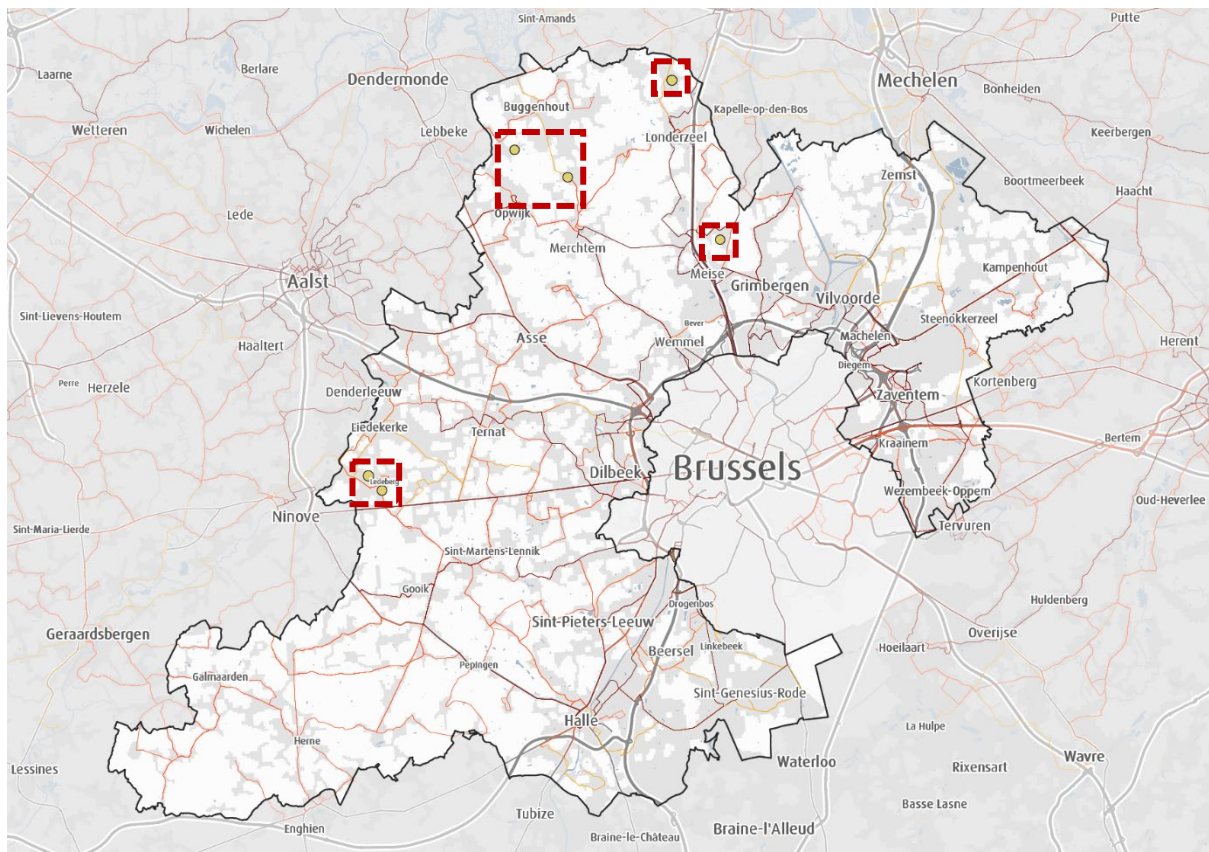 Sint-Amands
Putte
Laarne
Berlare
Dendermonde
Mechelen
Bonheiden
Buggenhout
Kapelle-op-den-Bos
Wetteren
Wichelen
Lebbeke
Londerzeel
Keerbergen
Zemst
Boortmeerbeek
Haacht
Lede
Opwijk
Merchtem
Aalst
Meise
Grimbergen
Kampenhout
Vilvoorde
Sint-Lievens-Houtem
Steenokkerzeel
Bever
Asse
Wemmel
Machelen
Haaltert
Herent
Diegem
Perre
Herzele
Denderleeuw
Kortenberg
Zaventem
Liedekerke
Ternat
Kraainem
Bertem
Dilbeek
Brussels
Ledeberg
Wezembeek-Oppem
Oud-Heverlee
Ninove
Sint-Maria-Lierde
Tervuren
Sint-Martens-Lennik
Gooik
Drogenbos
Huldenberg
Sint-Pieters-Leeuw
Geraardsbergen
Overijse
Linkebeek
Hoeilaart
Beersel
Pepingen
Galmaarden
Sint-Genesius-Rode
Halle
La Hulpe
Herne
Wavre
Waterloo
Rixensart
Lessines
Basse Lasne
Tubize
Enghien
Braine-l'Alleud
Braine-le-Château